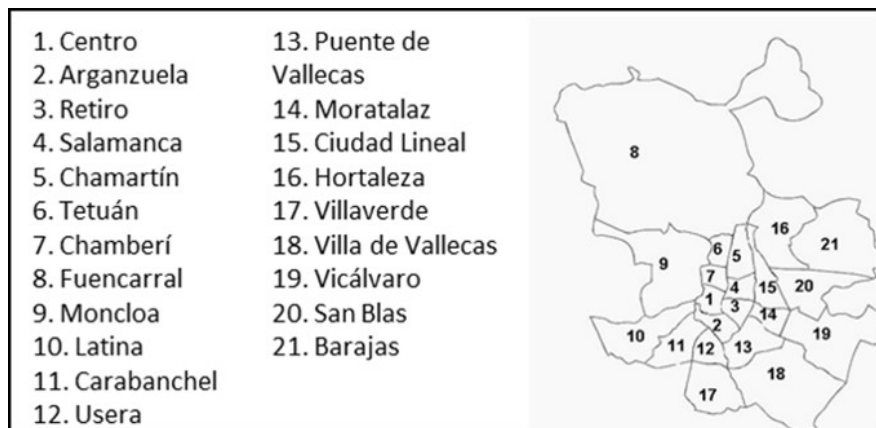 1. Centro
2. Arganzuela
3. Retiro
4. Salamanca
5. Chamartín
6. Tetuán
7. Chamberí
8. Fuencarral
9. Moncloa
10. Latina
11. Carabanchel
12. Usera
13. Puente de
Vallecas
14. Moratalaz
15. Ciudad Lineal
16. Hortaleza
17. Villaverde
18. Villa de Vallecas
19. Vicálvaro
20. San Blas
21. Barajas
8
16
21
6
5
9
7
4
15
20
1
3
14
2
19
10
11
12
13
18
17